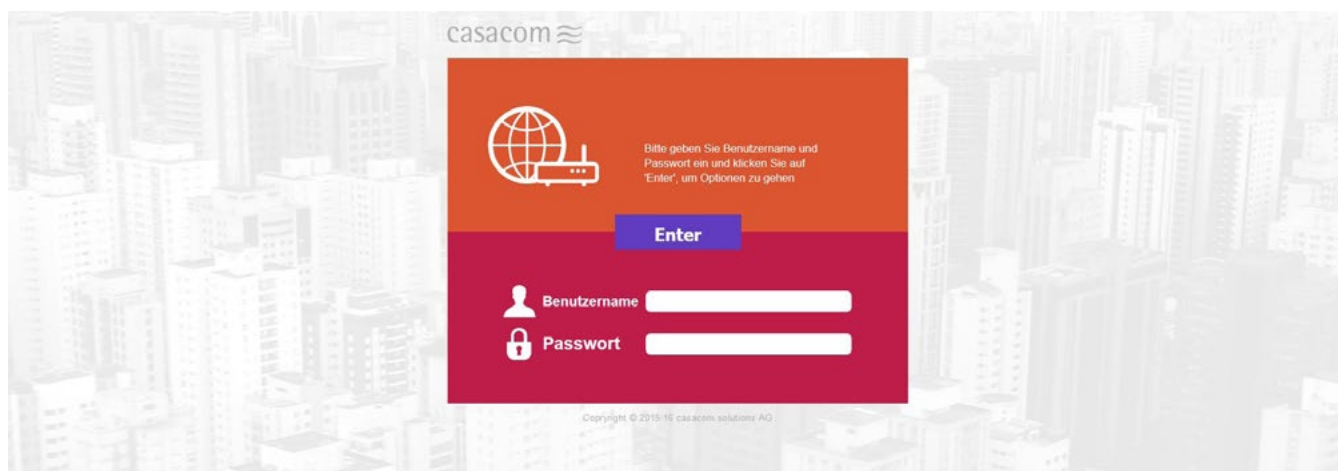 casacom
Bitte geben Sie Benutzername und
Passwort ein und klicken Sie auf
'Enter', um Optionen zu gehen
Enter
Benutzername
Passwort
Copyright © 2015-16 casacom solutions AG